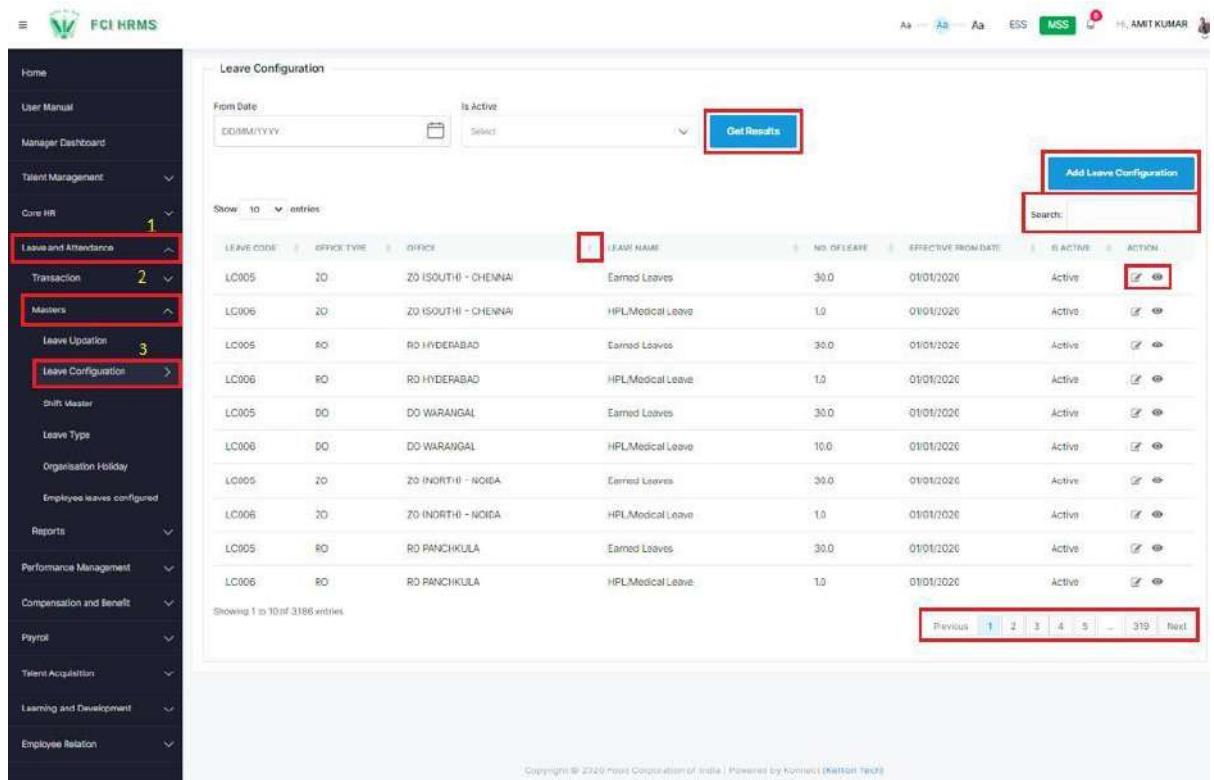 FCI HRMS
Aa Aa Aa ESS MSS Hi, AMIT KUMAR
Home
User Manual
Manager Dashboard
Talent Management
Core HR
1
Leave and Attendance
Transaction 2
Masters
Leave Updation
3
Leave Configuration
Shift Master
Leave Type
Organisation Holiday
Employee leaves configured
Reports
Performance Management
Compensation and Benefit
Payrol
Talent Acquisition
Learning and Development
Employee Relation
Leave Configuration
From Date Is Active
DD/MM/YYYY Select Get Results
Add Leave Configuration
Show 10 entries Search:
LEAVE CODE OFFICE TYPE OFFICE LEAVE NAME NO. OF LEAVE EFFECTIVE FROM DATE IS ACTIVE ACTION
LC005 ZO ZO (SOUTH) - CHENNAI Earned Leaves 30.0 01/01/2020 Active
LC006 ZO ZO (SOUTH) - CHENNAI HPL/Medical Leave 1.0 01/01/2020 Active
LC005 RO RO HYDERABAD Earned Leaves 30.0 01/01/2020 Active
LC006 RO RO HYDERABAD HPL/Medical Leave 1.0 01/01/2020 Active
LC005 DO DO WARANGAL Earned Leaves 30.0 01/01/2020 Active
LC006 DO DO WARANGAL HPL/Medical Leave 10.0 01/01/2020 Active
LC005 ZO ZO (NORTH) - NOIDA Earned Leaves 30.0 01/01/2020 Active
LC006 ZO ZO (NORTH) - NOIDA HPL/Medical Leave 1.0 01/01/2020 Active
LC005 RO RO PANCHKULA Earned Leaves 30.0 01/01/2020 Active
LC006 RO RO PANCHKULA HPL/Medical Leave 1.0 01/01/2020 Active
Showing 1 to 10 of 3186 entries
Previous 1 2 3 4 5 ... 319 Next
Copyright © 2020 Food Corporation of India | Powered by Konnect (Kellton Tech)